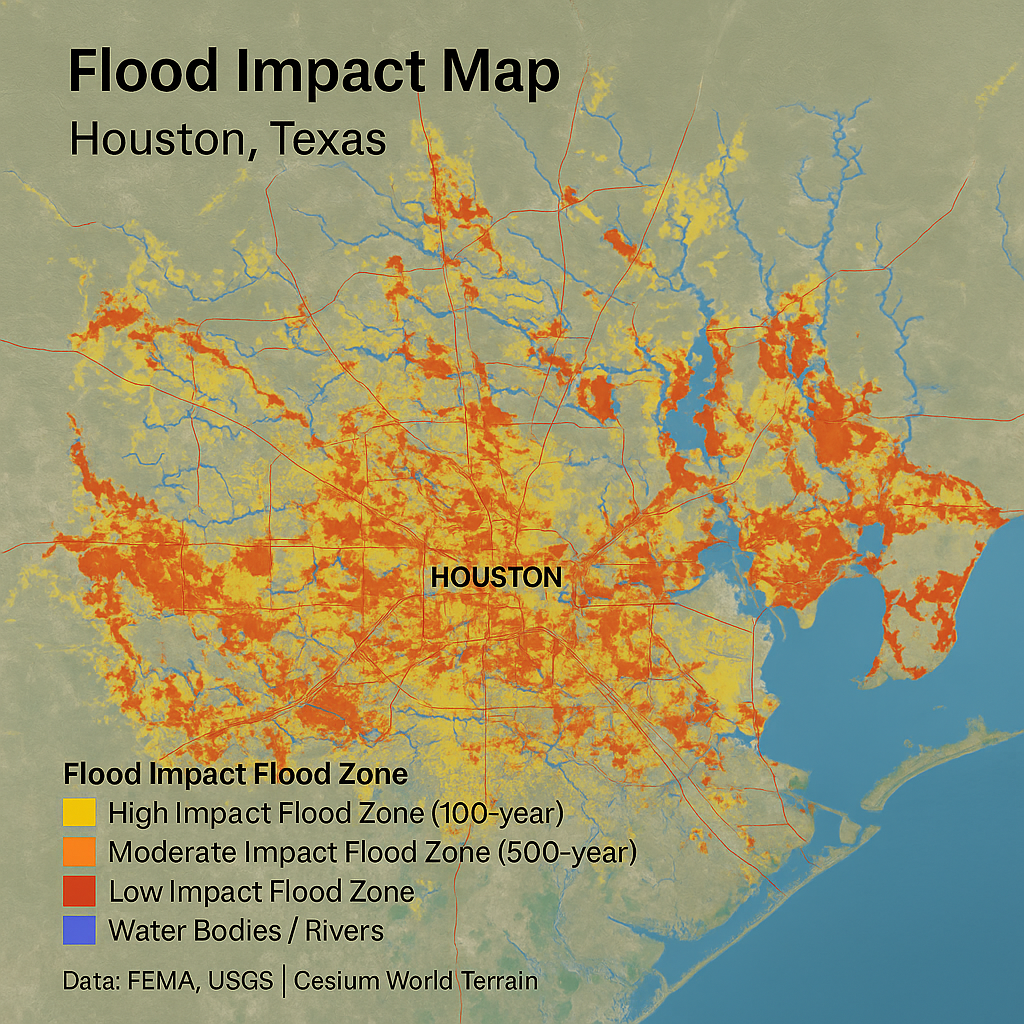 Flood Impact Map
Houston, Texas
HOUSTON
Flood Impact Flood Zone
High Impact Flood Zone (100-year)
Moderate Impact Flood Zone (500-year)
Low Impact Flood Zone
Water Bodies / Rivers
Data: FEMA, USGS | Cesium World Terrain